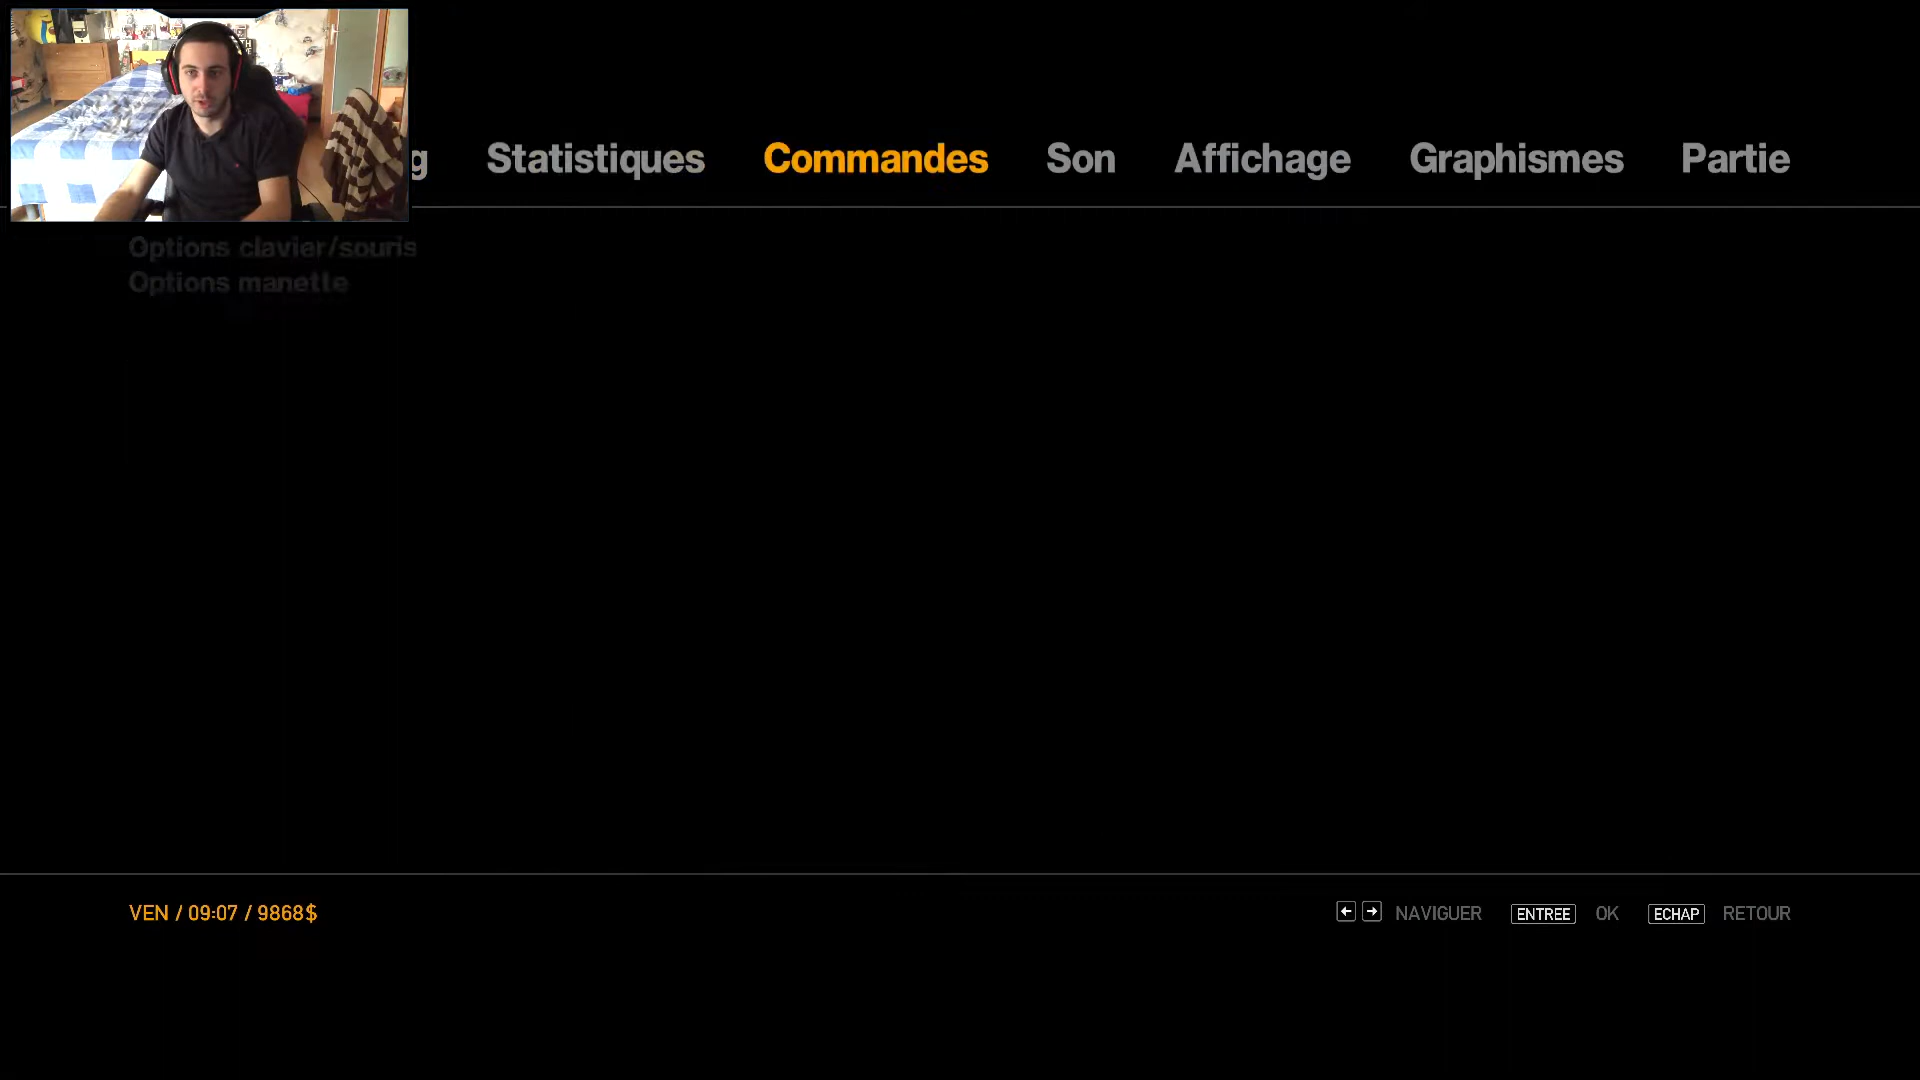 g Statistiques Commandes Son Affichage Graphismes Partie
Options clavier/souris
Options manette
VEN / 09:07 / 9868$
NAVIGUER ENTREE OK ECHAP RETOUR